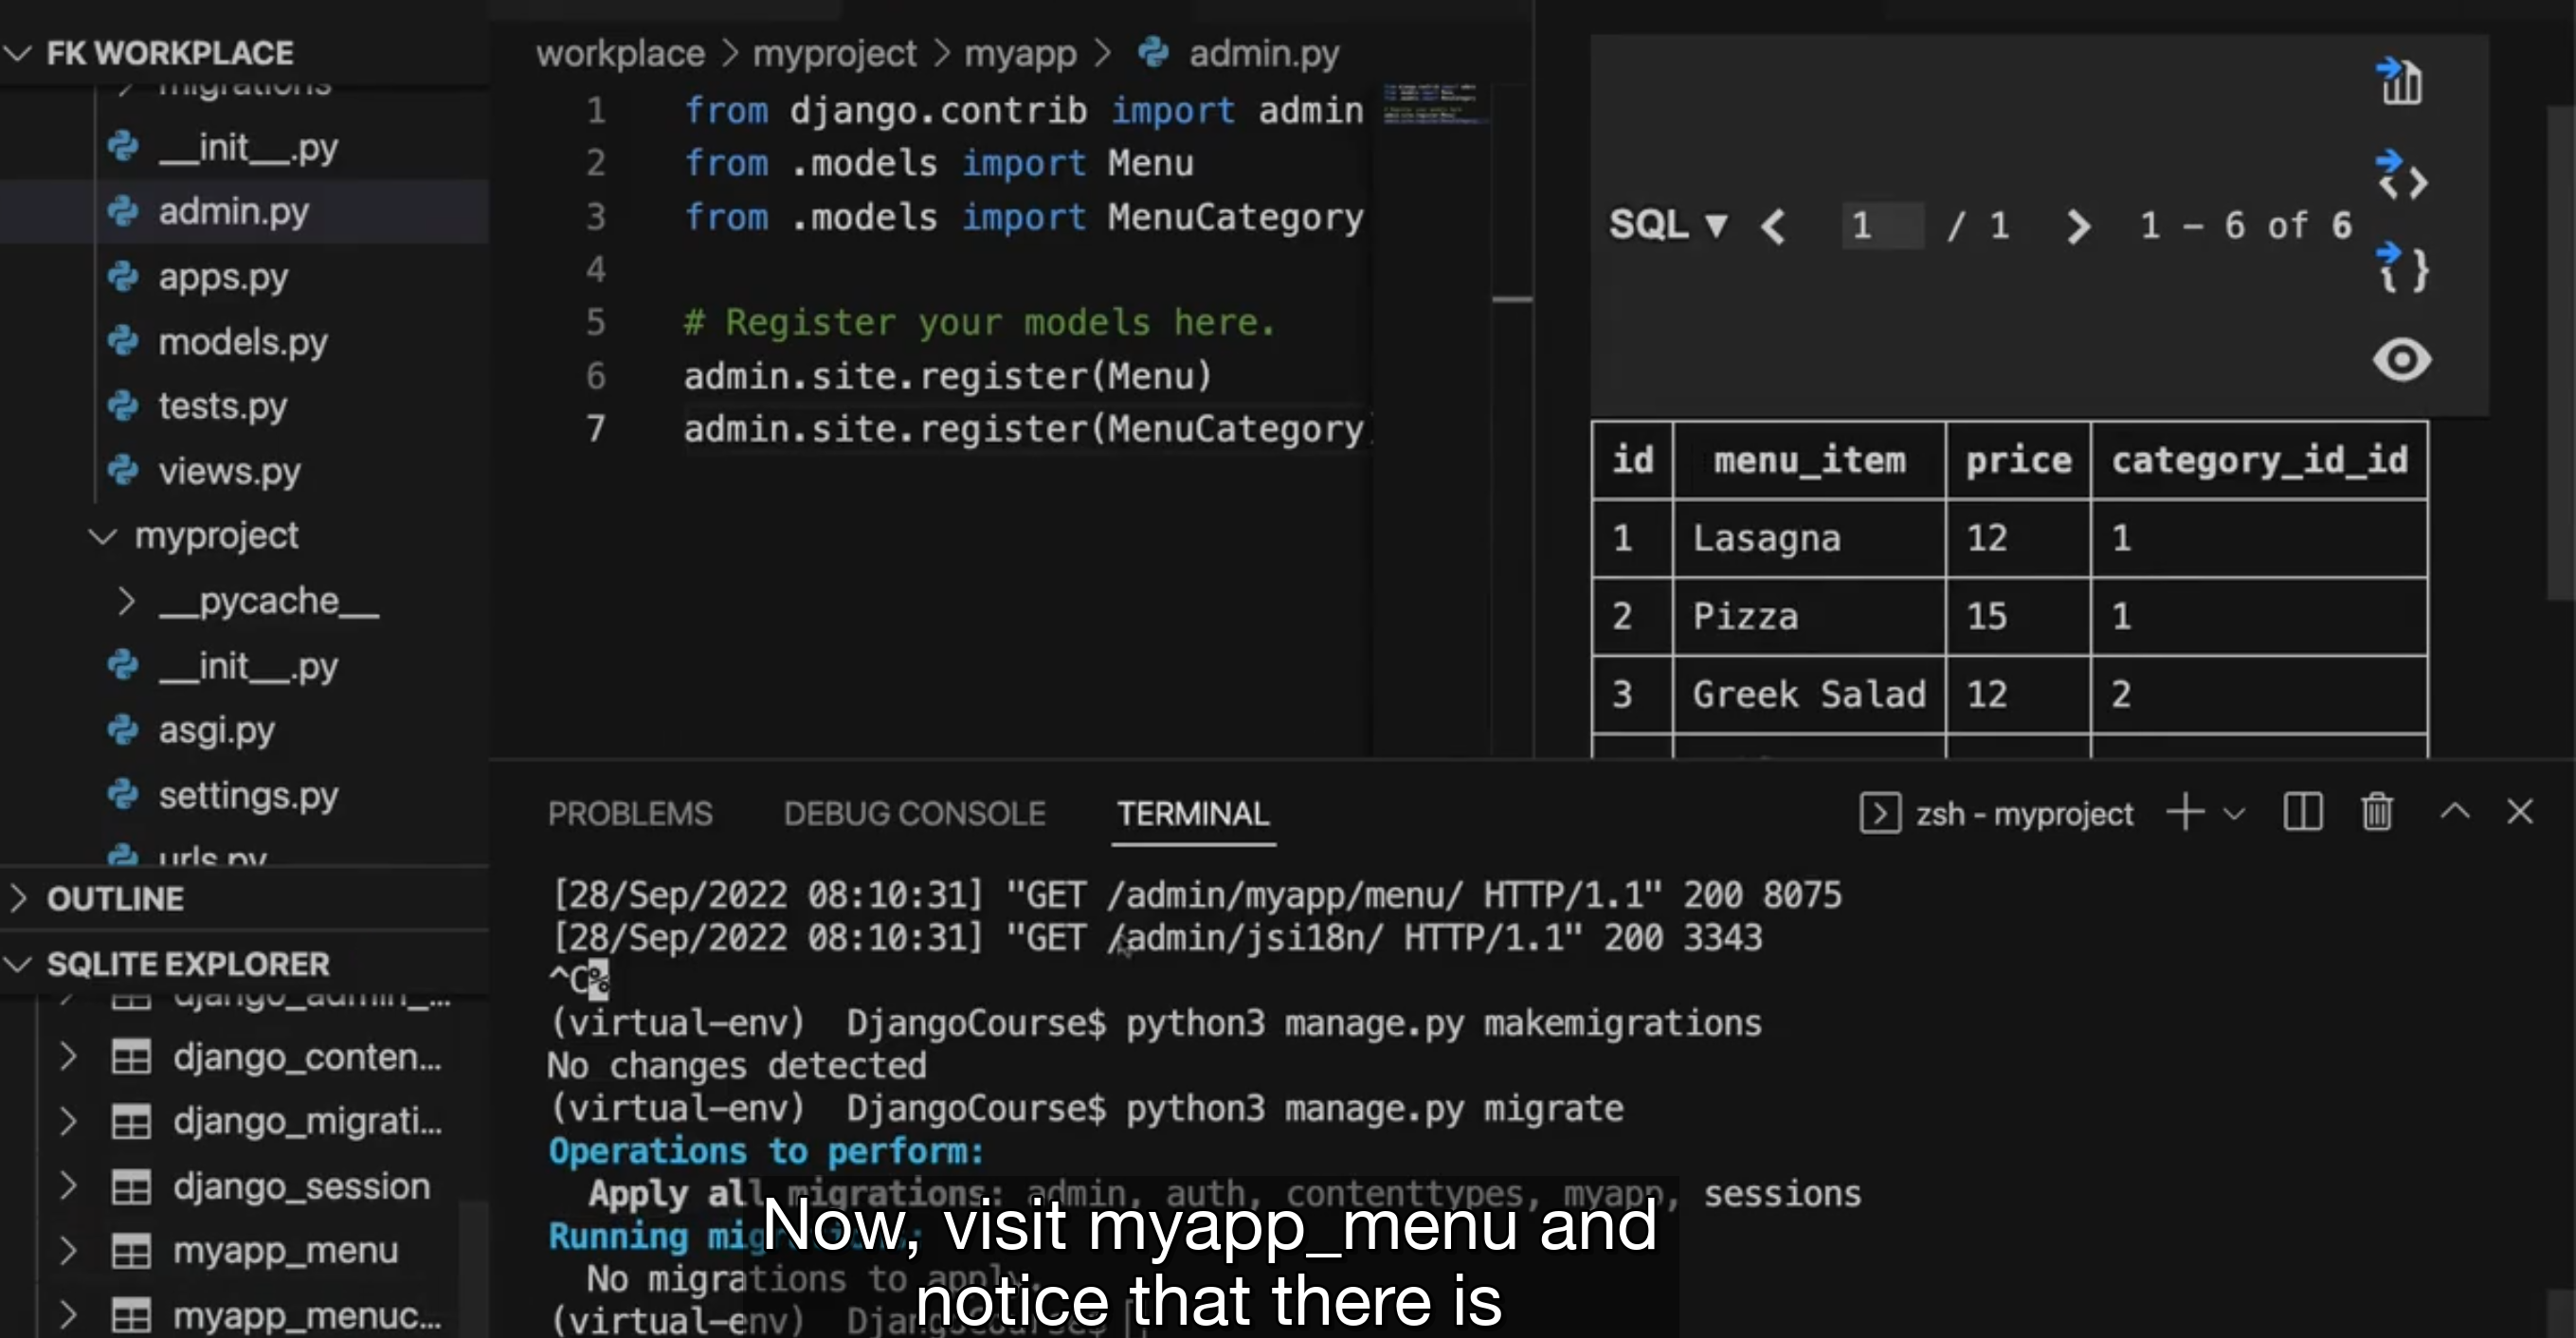 FK WORKPLACE
migrations
__init__.py
admin.py
apps.py
models.py
tests.py
views.py
myproject
__pycache__
__init__.py
asgi.py
settings.py
urls.py
OUTLINE
SQLITE EXPLORER
django_admin_...
django_conten...
django_migrati...
django_session
myapp_menu
myapp_menuc...
workplace > myproject > myapp > admin.py
1 from django.contrib import admin
2 from .models import Menu
3 from .models import MenuCategory
4
5 # Register your models here.
6 admin.site.register(Menu)
7 admin.site.register(MenuCategory)
SQL ▼ < 1 / 1 > 1 – 6 of 6
id menu_item price category_id_id
1 Lasagna 12 1
2 Pizza 15 1
3 Greek Salad 12 2
PROBLEMS DEBUG CONSOLE TERMINAL zsh - myproject
[28/Sep/2022 08:10:31] "GET /admin/myapp/menu/ HTTP/1.1" 200 8075
[28/Sep/2022 08:10:31] "GET /admin/jsi18n/ HTTP/1.1" 200 3343
^C%
(virtual-env) DjangoCourse$ python3 manage.py makemigrations
No changes detected
(virtual-env) DjangoCourse$ python3 manage.py migrate
Operations to perform:
Apply all migrations: admin, auth, contenttypes, myapp, sessions
Running migrations:
No migrations to apply.
(virtual-env) DjangoCourse$
Now, visit myapp_menu and
notice that there is